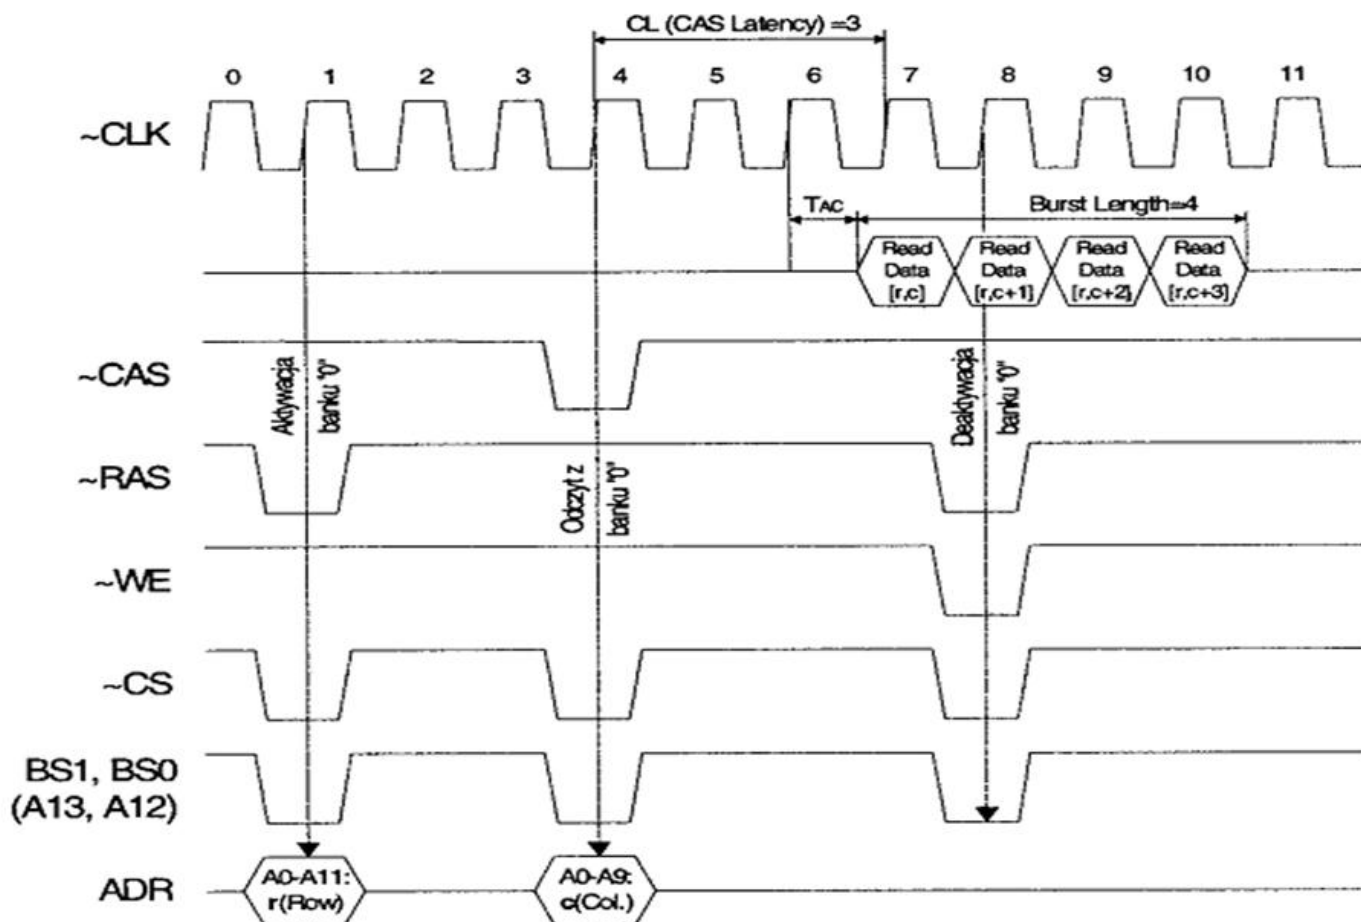 CL (CAS Latency) =3
0 1 2 3 4 5 6 7 8 9 10 11
~CLK
TAC
Burst Length=4
Read Data [r,c]
Read Data [r,c+1]
Read Data [r,c+2]
Read Data [r,c+3]
~CAS
Aktywacja
banku "0"
Deaktywacja
banku "0"
~RAS
Odczyt z
banku "0"
~WE
~CS
BS1, BS0
(A13, A12)
ADR
A0-A11:
r(Row)
A0-A9:
c(Col.)